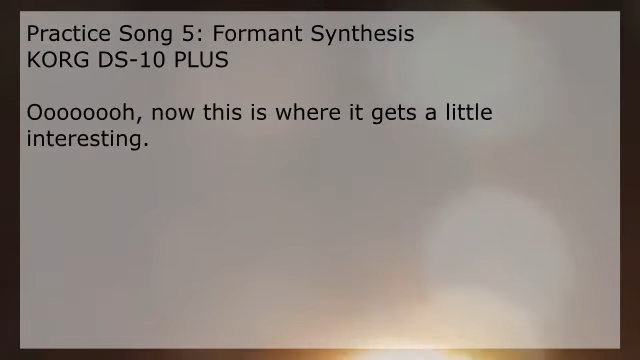 Practice Song 5: Formant Synthesis
KORG DS-10 PLUS
Oooooooh, now this is where it gets a little
interesting.